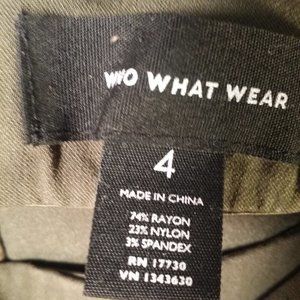 WHO WHAT WEAR
4
MADE IN CHINA
74% RAYON
23% NYLON
3% SPANDEX
RN 17730
VN 1343630